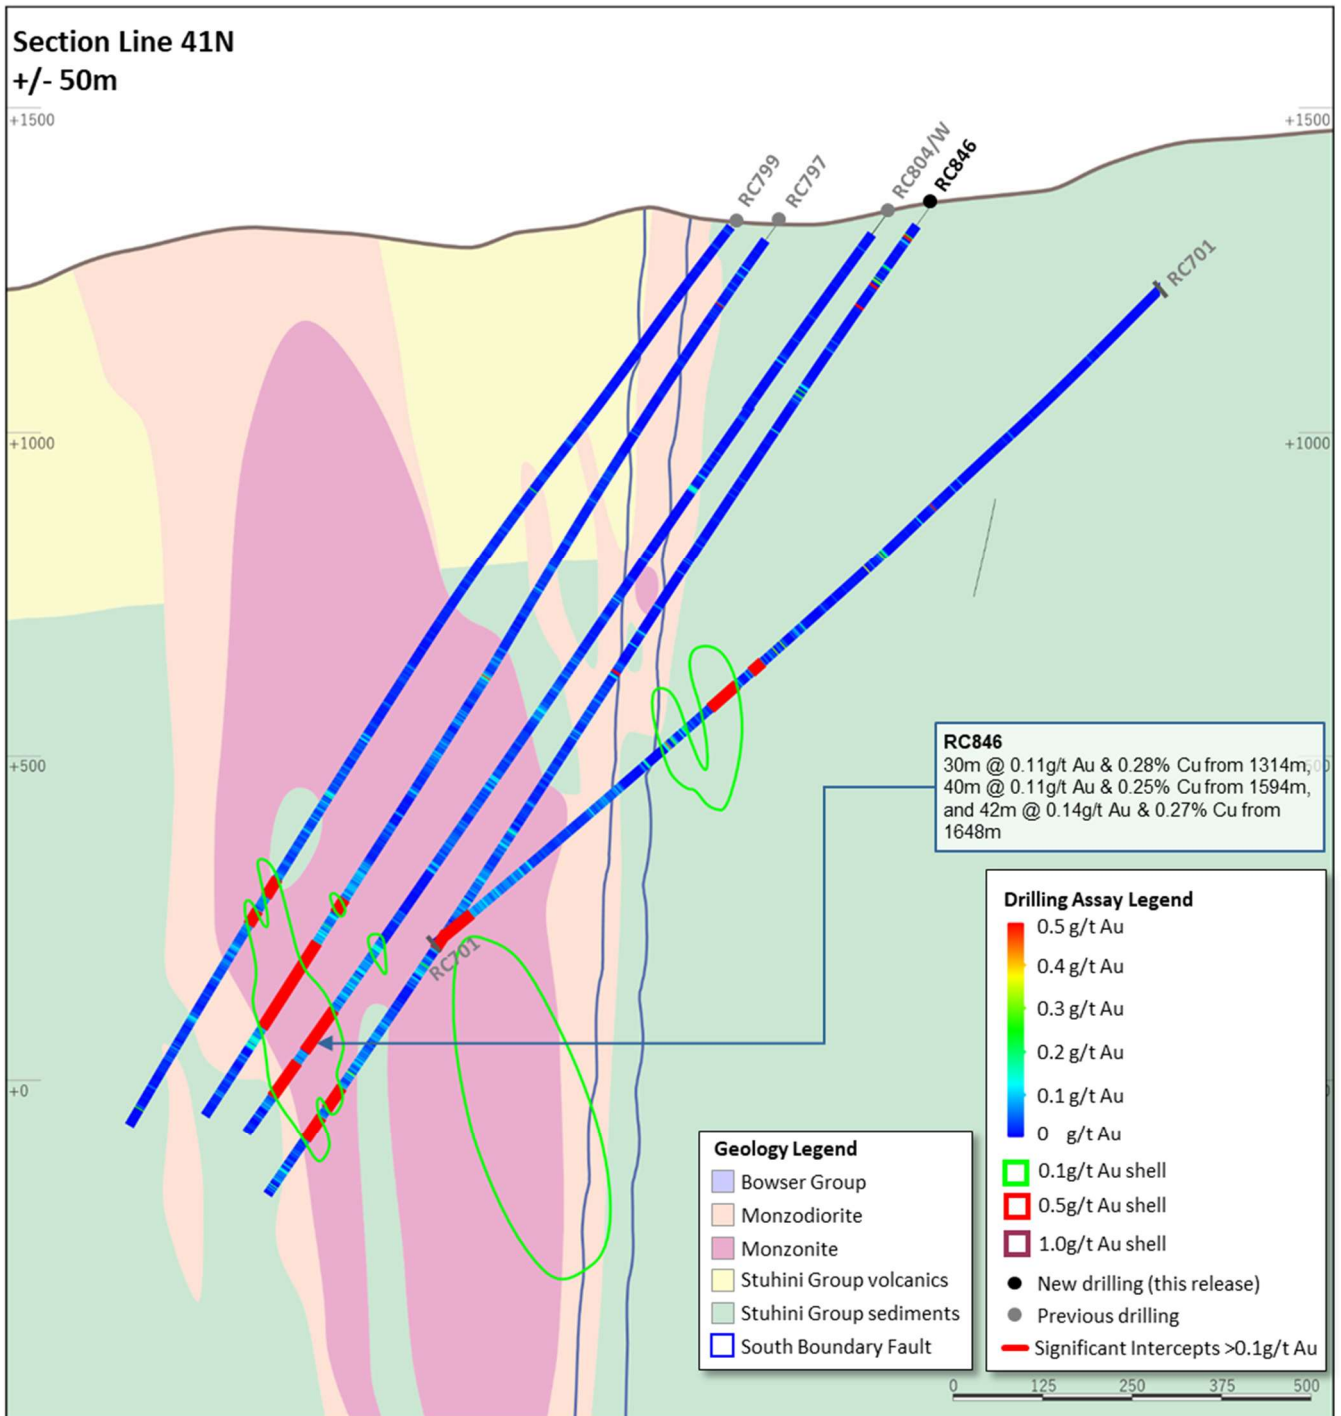 Section Line 41N
+/- 50m
+1500
+1500
RC799
RC797
RC804/W
RC846
RC701
+1000
+1000
+500
RC846
30m @ 0.11g/t Au & 0.28% Cu from 1314m,
40m @ 0.11g/t Au & 0.25% Cu from 1594m,
and 42m @ 0.14g/t Au & 0.27% Cu from
1648m
RC701
+0
Drilling Assay Legend
0.5 g/t Au
0.4 g/t Au
0.3 g/t Au
0.2 g/t Au
0.1 g/t Au
0 g/t Au
0.1g/t Au shell
0.5g/t Au shell
1.0g/t Au shell
New drilling (this release)
Previous drilling
Significant Intercepts >0.1g/t Au
Geology Legend
Bowser Group
Monzodiorite
Monzonite
Stuhini Group volcanics
Stuhini Group sediments
South Boundary Fault
0 125 250 375 500